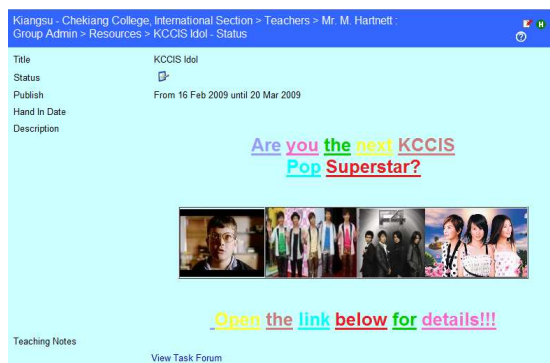 Kiangsu - Chekiang College, International Section > Teachers > Mr. M. Hartnett :
Group Admin > Resources > KCCIS Idol - Status
Title KCCIS Idol
Status
Publish From 16 Feb 2009 until 20 Mar 2009
Hand In Date
Description
Are you the next KCCIS
Pop Superstar?
F4
Open the link below for details!!!
Teaching Notes
View Task Forum